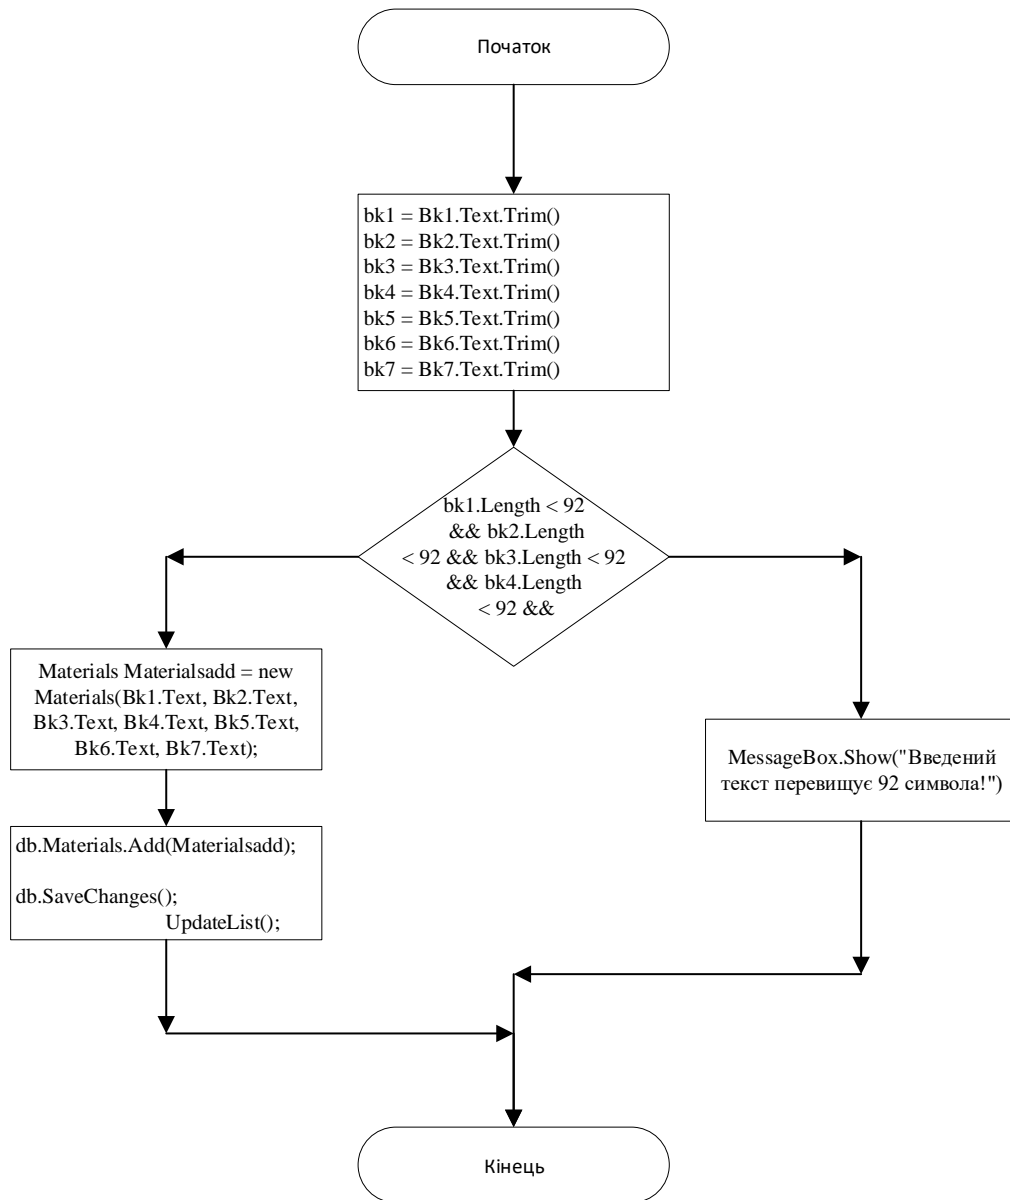 Початок
bk1 = Bk1.Text.Trim()
bk2 = Bk2.Text.Trim()
bk3 = Bk3.Text.Trim()
bk4 = Bk4.Text.Trim()
bk5 = Bk5.Text.Trim()
bk6 = Bk6.Text.Trim()
bk7 = Bk7.Text.Trim()
bk1.Length < 92
&& bk2.Length
< 92 && bk3.Length < 92
&& bk4.Length
< 92 &&
Materials Materialsadd = new
Materials(Bk1.Text, Bk2.Text,
Bk3.Text, Bk4.Text, Bk5.Text,
Bk6.Text, Bk7.Text);
MessageBox.Show("Введений
текст перевищує 92 символа!")
db.Materials.Add(Materialsadd);
db.SaveChanges();
UpdateList();
Кінець